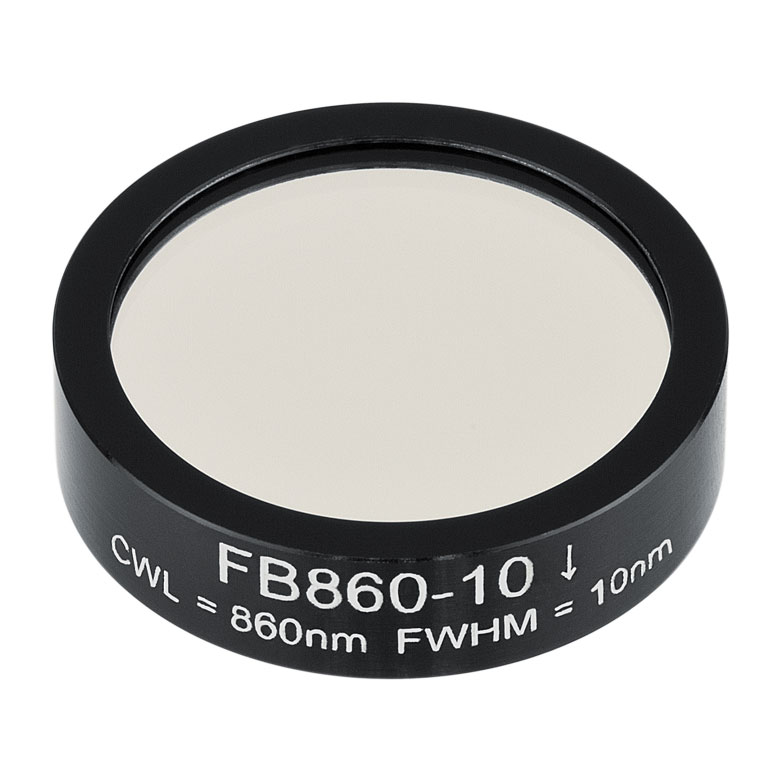 FB860-10 ↓
CWL = 860nm FWHM = 10nm